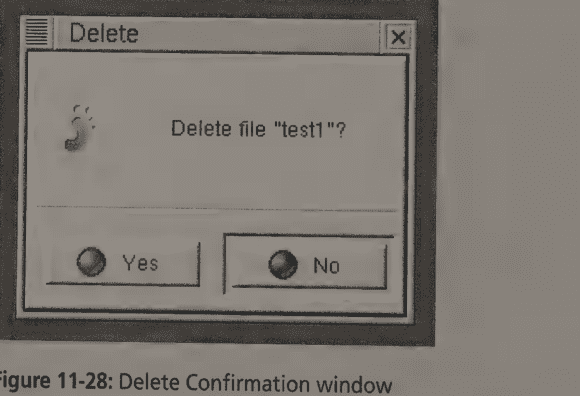 Delete
Delete file "test1"?
Yes No
igure 11-28: Delete Confirmation window